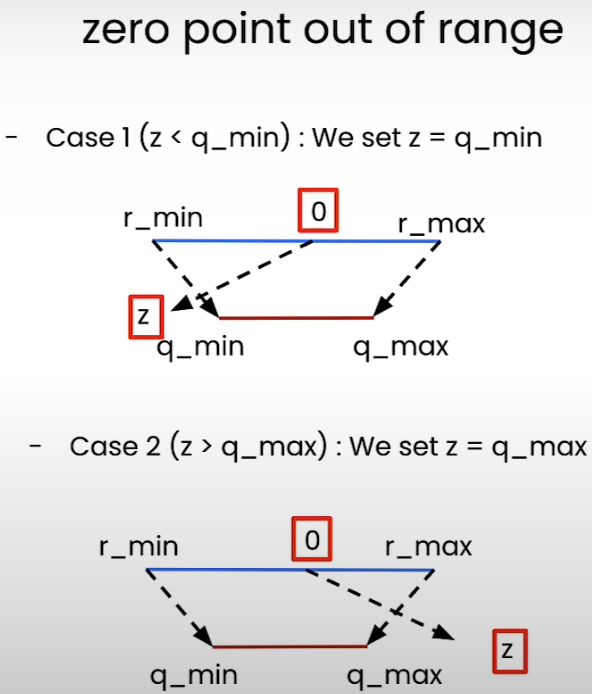 zero point out of range
- Case 1 (z < q_min) : We set z = q_min
r_min 0 r_max
z
q_min q_max
- Case 2 (z > q_max) : We set z = q_max
r_min 0 r_max
z
q_min q_max